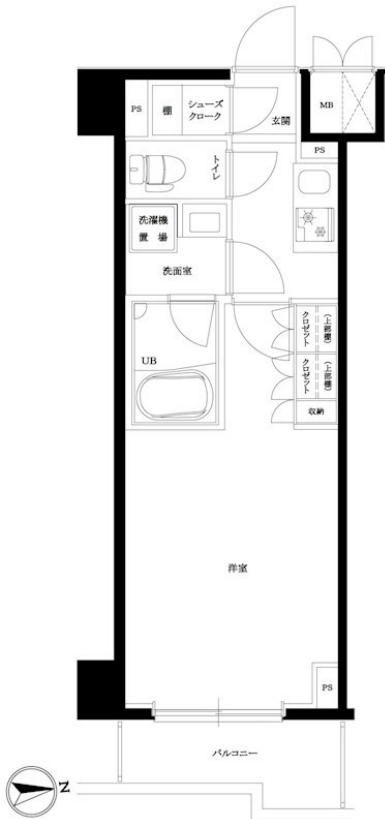 PS
棚
シューズ
クローク
玄関
MB
PS
トイレ
洗濯機
置場
洗面室
クロゼット
(上部棚)
クロゼット
(上部棚)
収納
UB
洋室
PS
バルコニー
N